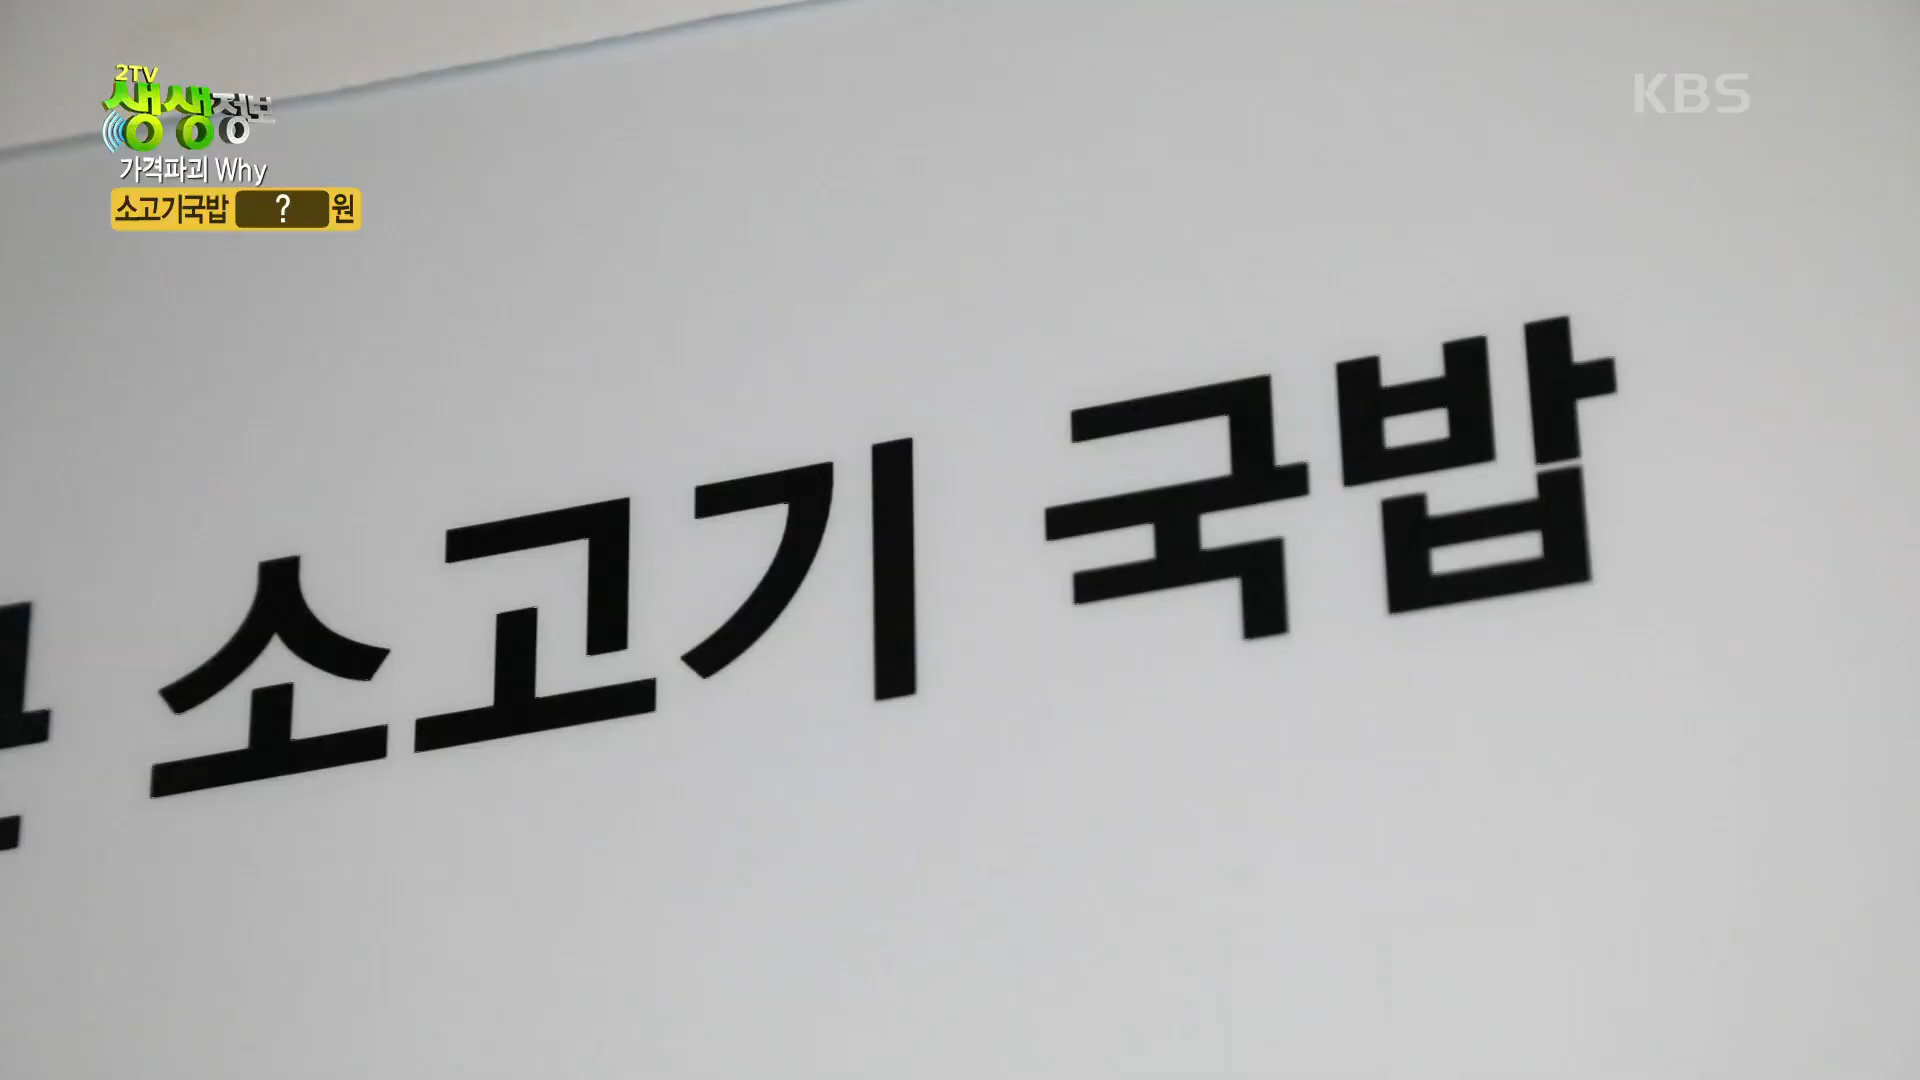 2TV
생생정보
KBS
가격파괴 Why
소고기국밥 ? 원
소고기 국밥